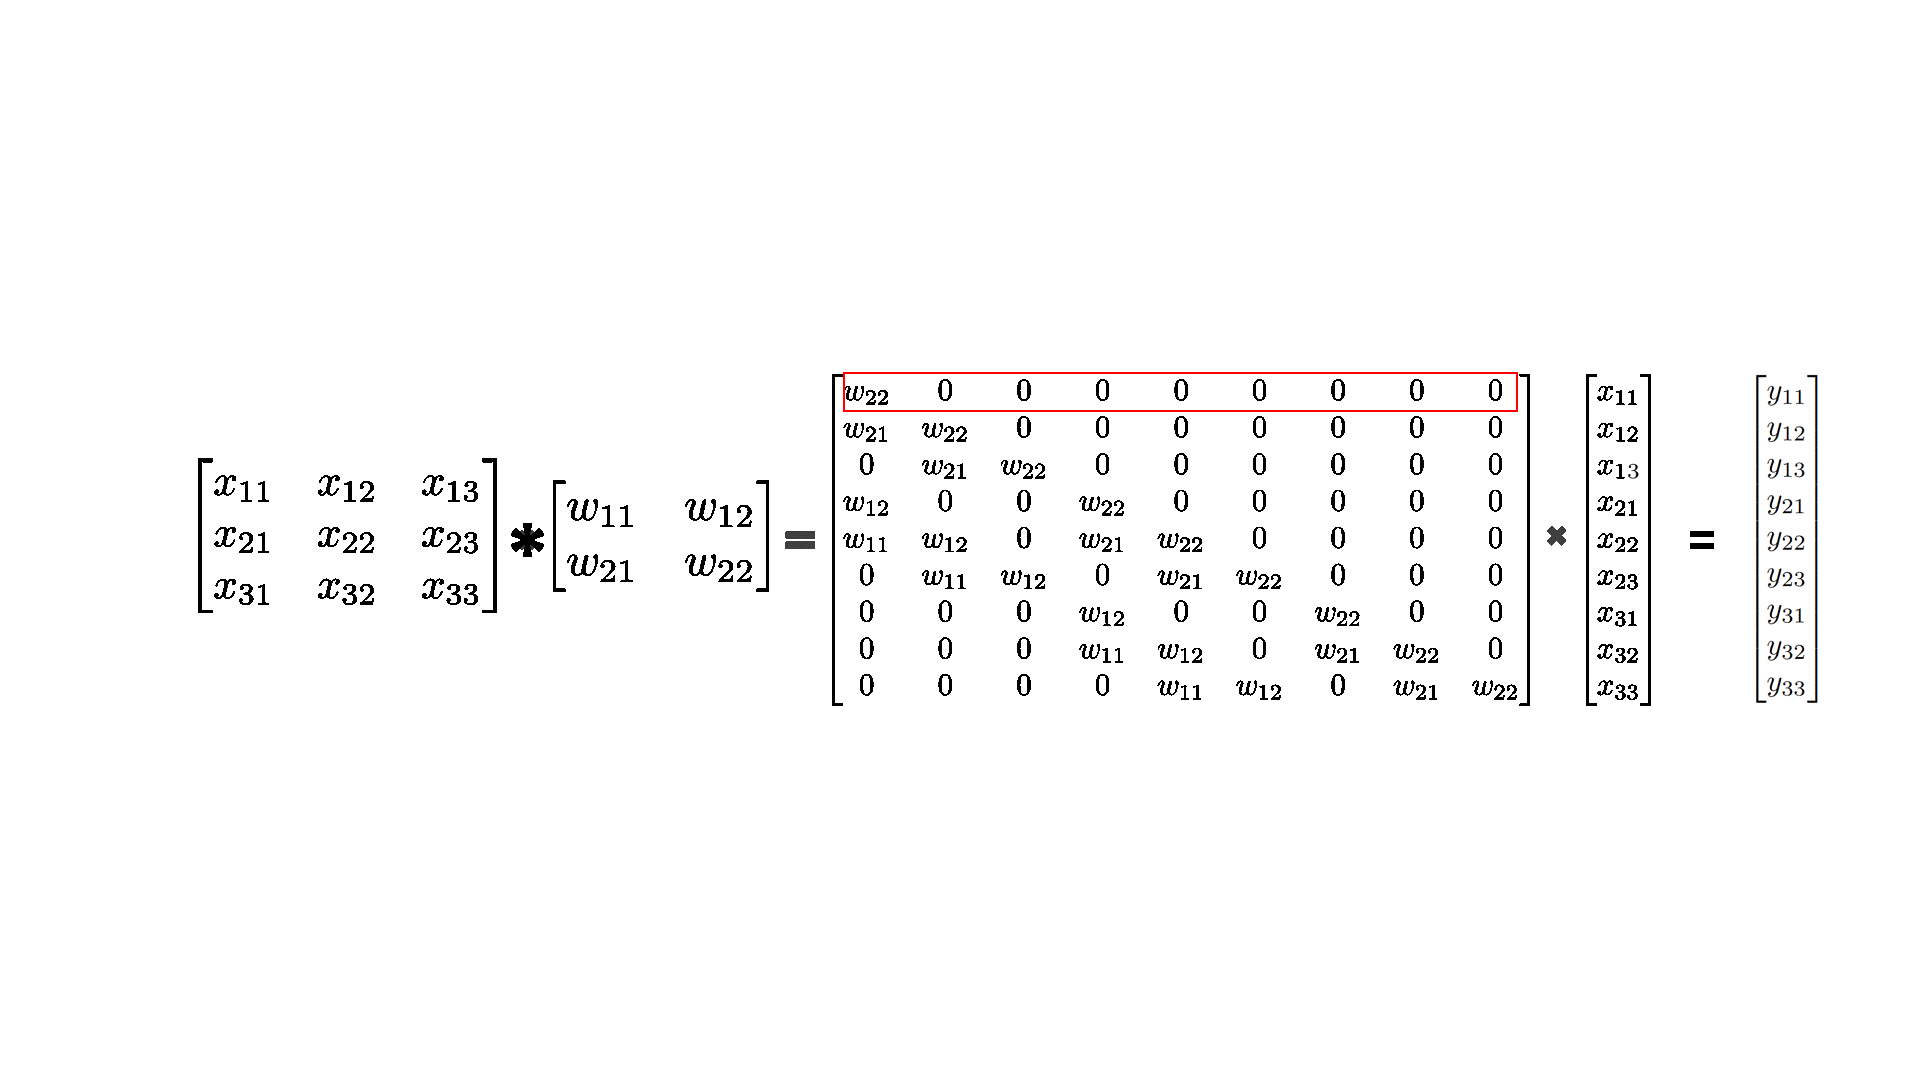 x11 x12 x13
x21 x22 x23
x31 x32 x33
*
w11 w12
w21 w22
=
w22 0 0 0 0 0 0 0 0
w21 w22 0 0 0 0 0 0 0
0 w21 w22 0 0 0 0 0 0
w12 0 0 w22 0 0 0 0 0
w11 w12 0 w21 w22 0 0 0 0
0 w11 w12 0 w21 w22 0 0 0
0 0 0 w12 0 0 w22 0 0
0 0 0 w11 w12 0 w21 w22 0
0 0 0 0 w11 w12 0 w21 w22
×
x11
x12
x13
x21
x22
x23
x31
x32
x33
=
y11
y12
y13
y21
y22
y23
y31
y32
y33